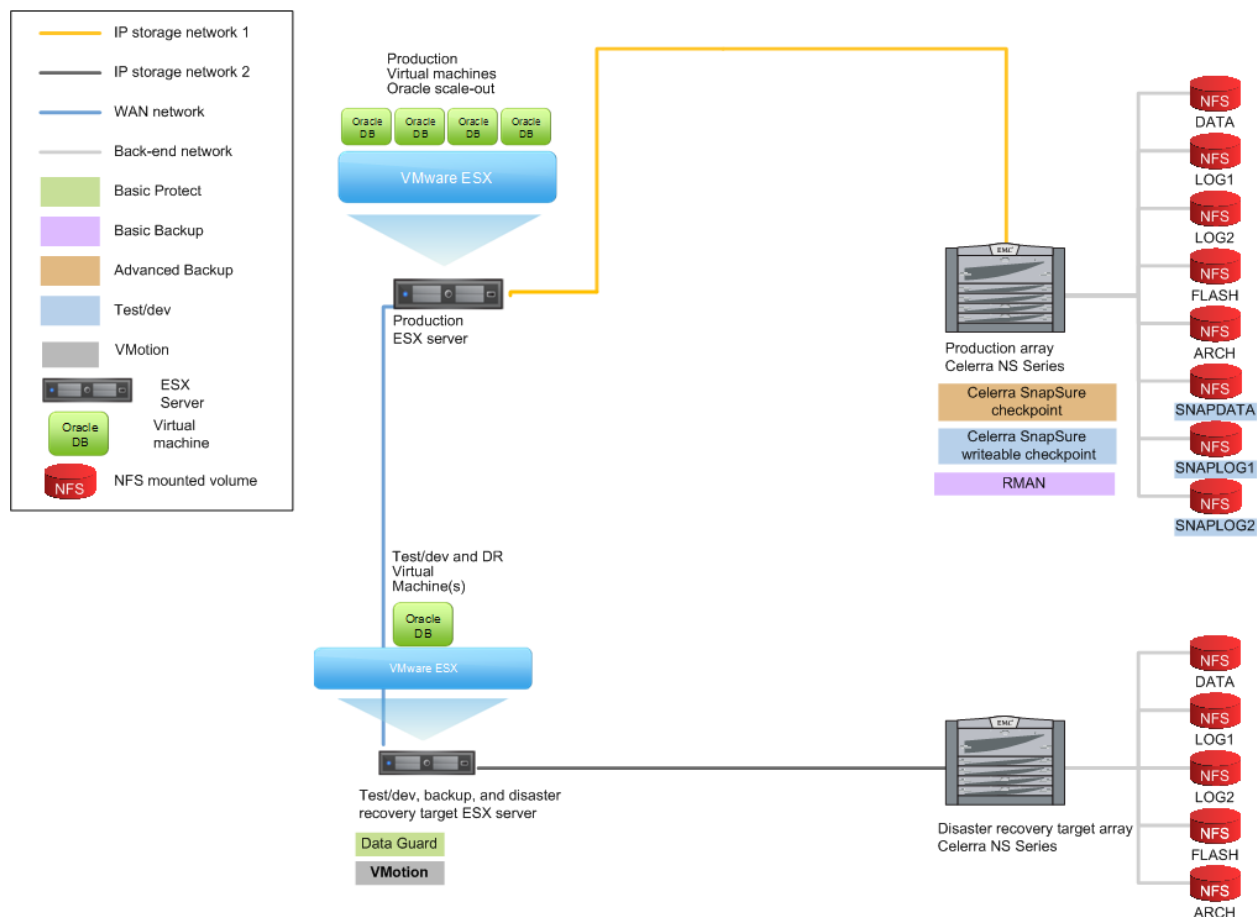 IP storage network 1
IP storage network 2
WAN network
Back-end network
Basic Protect
Basic Backup
Advanced Backup
Test/dev
VMotion
ESX
Server
Oracle
DB
Virtual
machine
NFS
NFS mounted volume
Production
Virtual machines
Oracle scale-out
Oracle
DB
Oracle
DB
Oracle
DB
Oracle
DB
VMware ESX
Production
ESX server
EMC²
Production array
Celerra NS Series
Celerra SnapSure
checkpoint
Celerra SnapSure
writeable checkpoint
RMAN
NFS
DATA
NFS
LOG1
NFS
LOG2
NFS
FLASH
NFS
ARCH
NFS
SNAPDATA
NFS
SNAPLOG1
NFS
SNAPLOG2
Test/dev and DR
Virtual
Machine(s)
Oracle
DB
VMware ESX
Test/dev, backup, and disaster
recovery target ESX server
Data Guard
VMotion
EMC²
Disaster recovery target array
Celerra NS Series
NFS
DATA
NFS
LOG1
NFS
LOG2
NFS
FLASH
NFS
ARCH